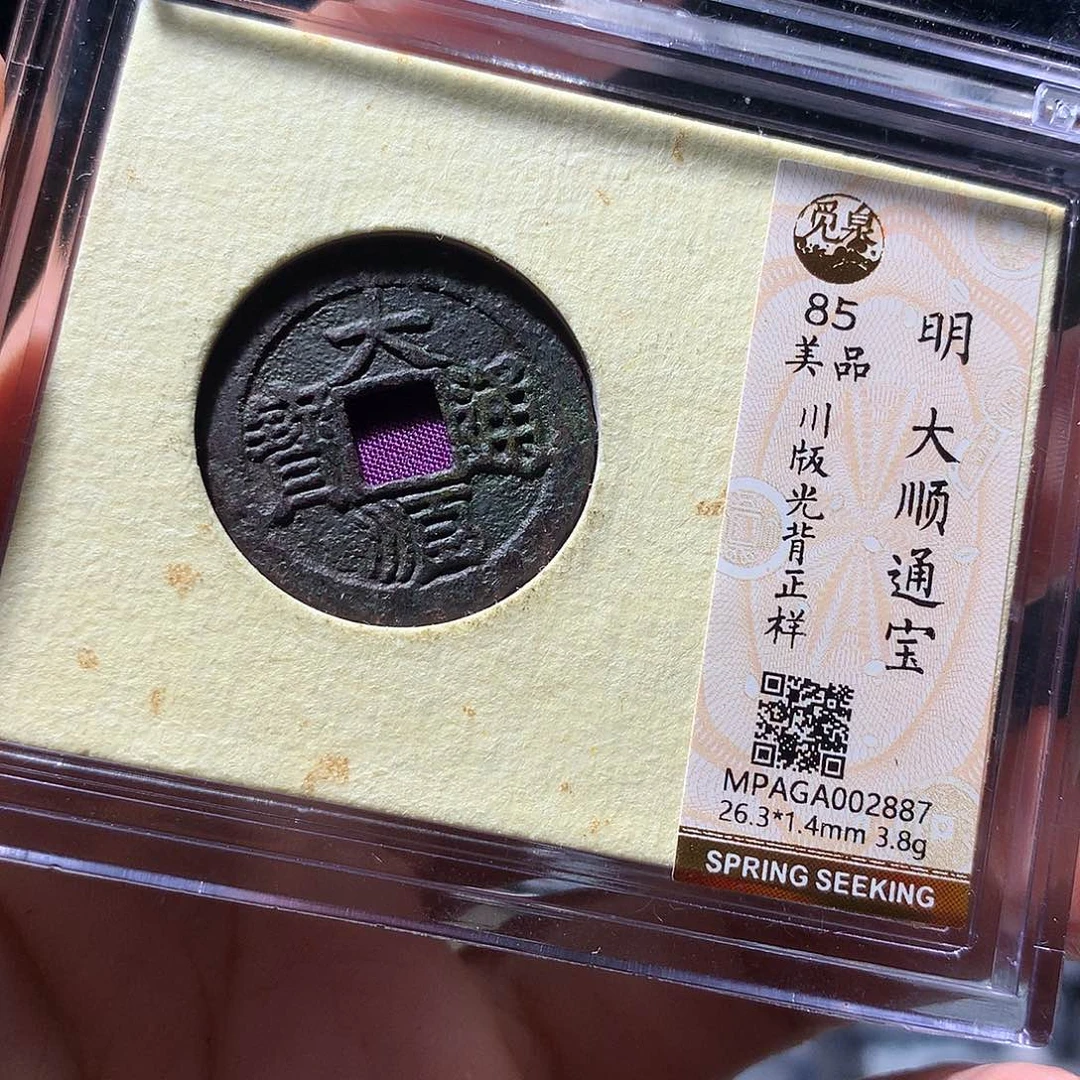 大順通寶
覓泉
85
美品
川版光背正样
明 大顺通宝
MPAGA002887
26.3*1.4mm 3.8g
SPRING SEEKING